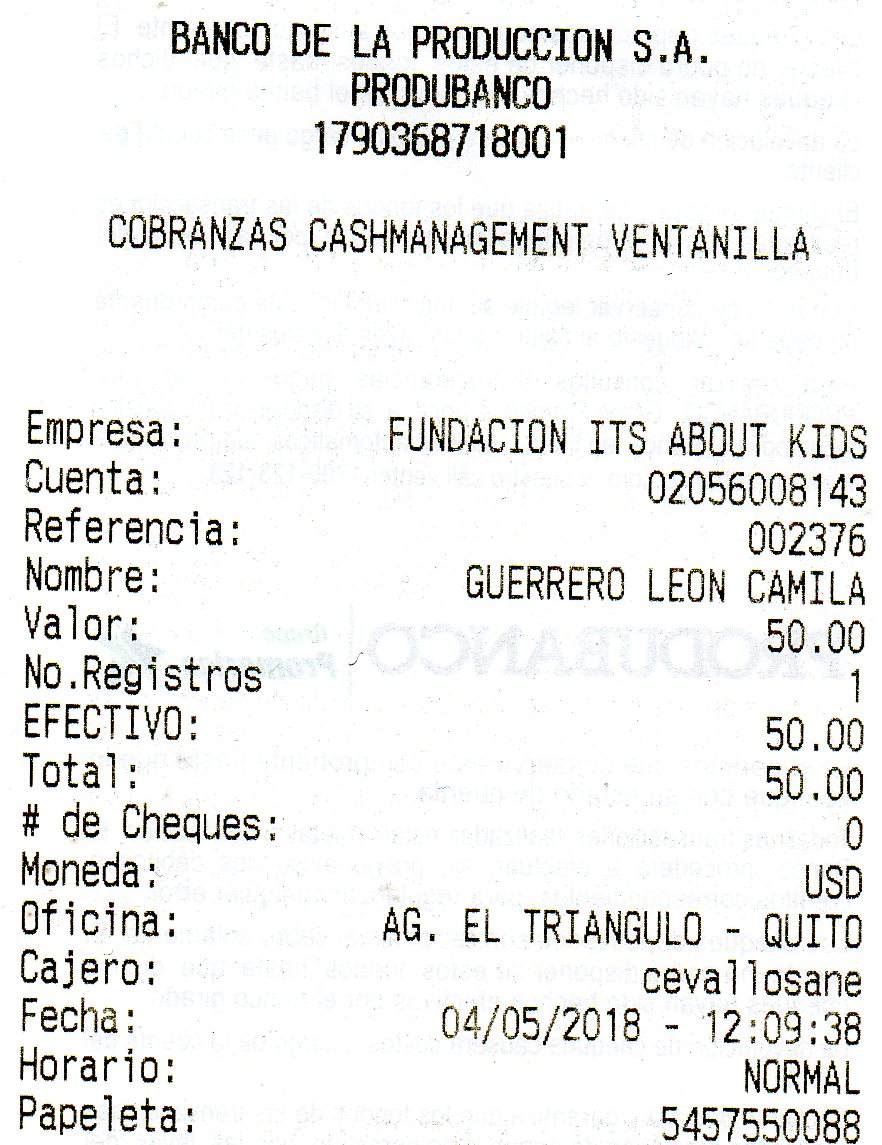 BANCO DE LA PRODUCCION S.A.
PRODUBANCO
1790368718001
COBRANZAS CASHMANAGEMENT VENTANILLA
Empresa: FUNDACION ITS ABOUT KIDS
Cuenta: 02056008143
Referencia: 002376
Nombre: GUERRERO LEON CAMILA
Valor: 50.00
No.Registros 1
EFECTIVO: 50.00
Total: 50.00
# de Cheques: 0
Moneda: USD
Oficina: AG. EL TRIANGULO - QUITO
Cajero: cevallosane
Fecha: 04/05/2018 - 12:09:38
Horario: NORMAL
Papeleta: 5457550088